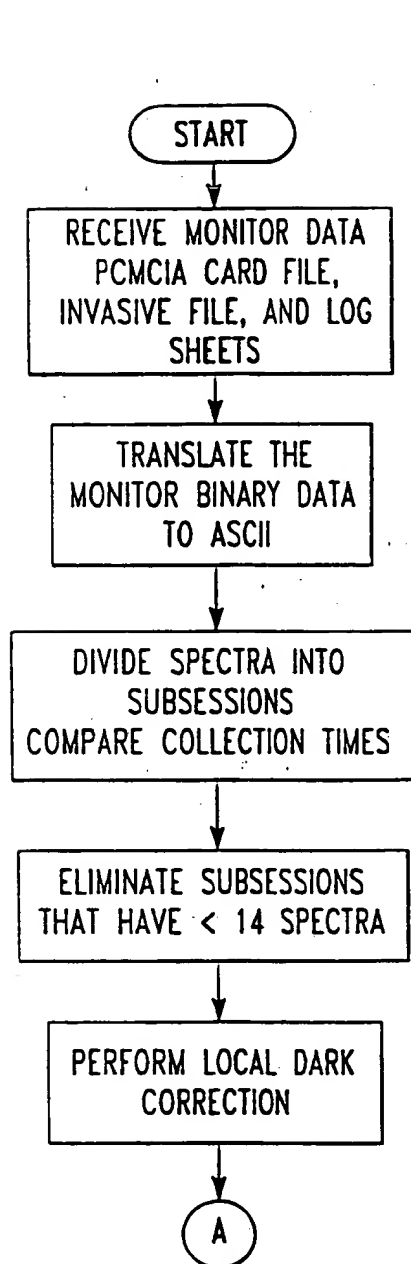 START
RECEIVE MONITOR DATA
PCMCIA CARD FILE,
INVASIVE FILE, AND LOG
SHEETS
TRANSLATE THE
MONITOR BINARY DATA
TO ASCII
DIVIDE SPECTRA INTO
SUBSESSIONS
COMPARE COLLECTION TIMES
ELIMINATE SUBSESSIONS
THAT HAVE < 14 SPECTRA
PERFORM LOCAL DARK
CORRECTION
A